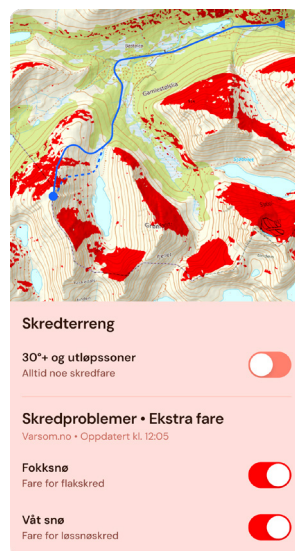 Garnisstølska
Skredterreng
30°+ og utløpssoner
Alltid noe skredfare
Skredproblemer • Ekstra fare
Varsom.no • Oppdatert kl. 12:05
Fokksnø
Fare for flakskred
Våt snø
Fare for løssnøskred